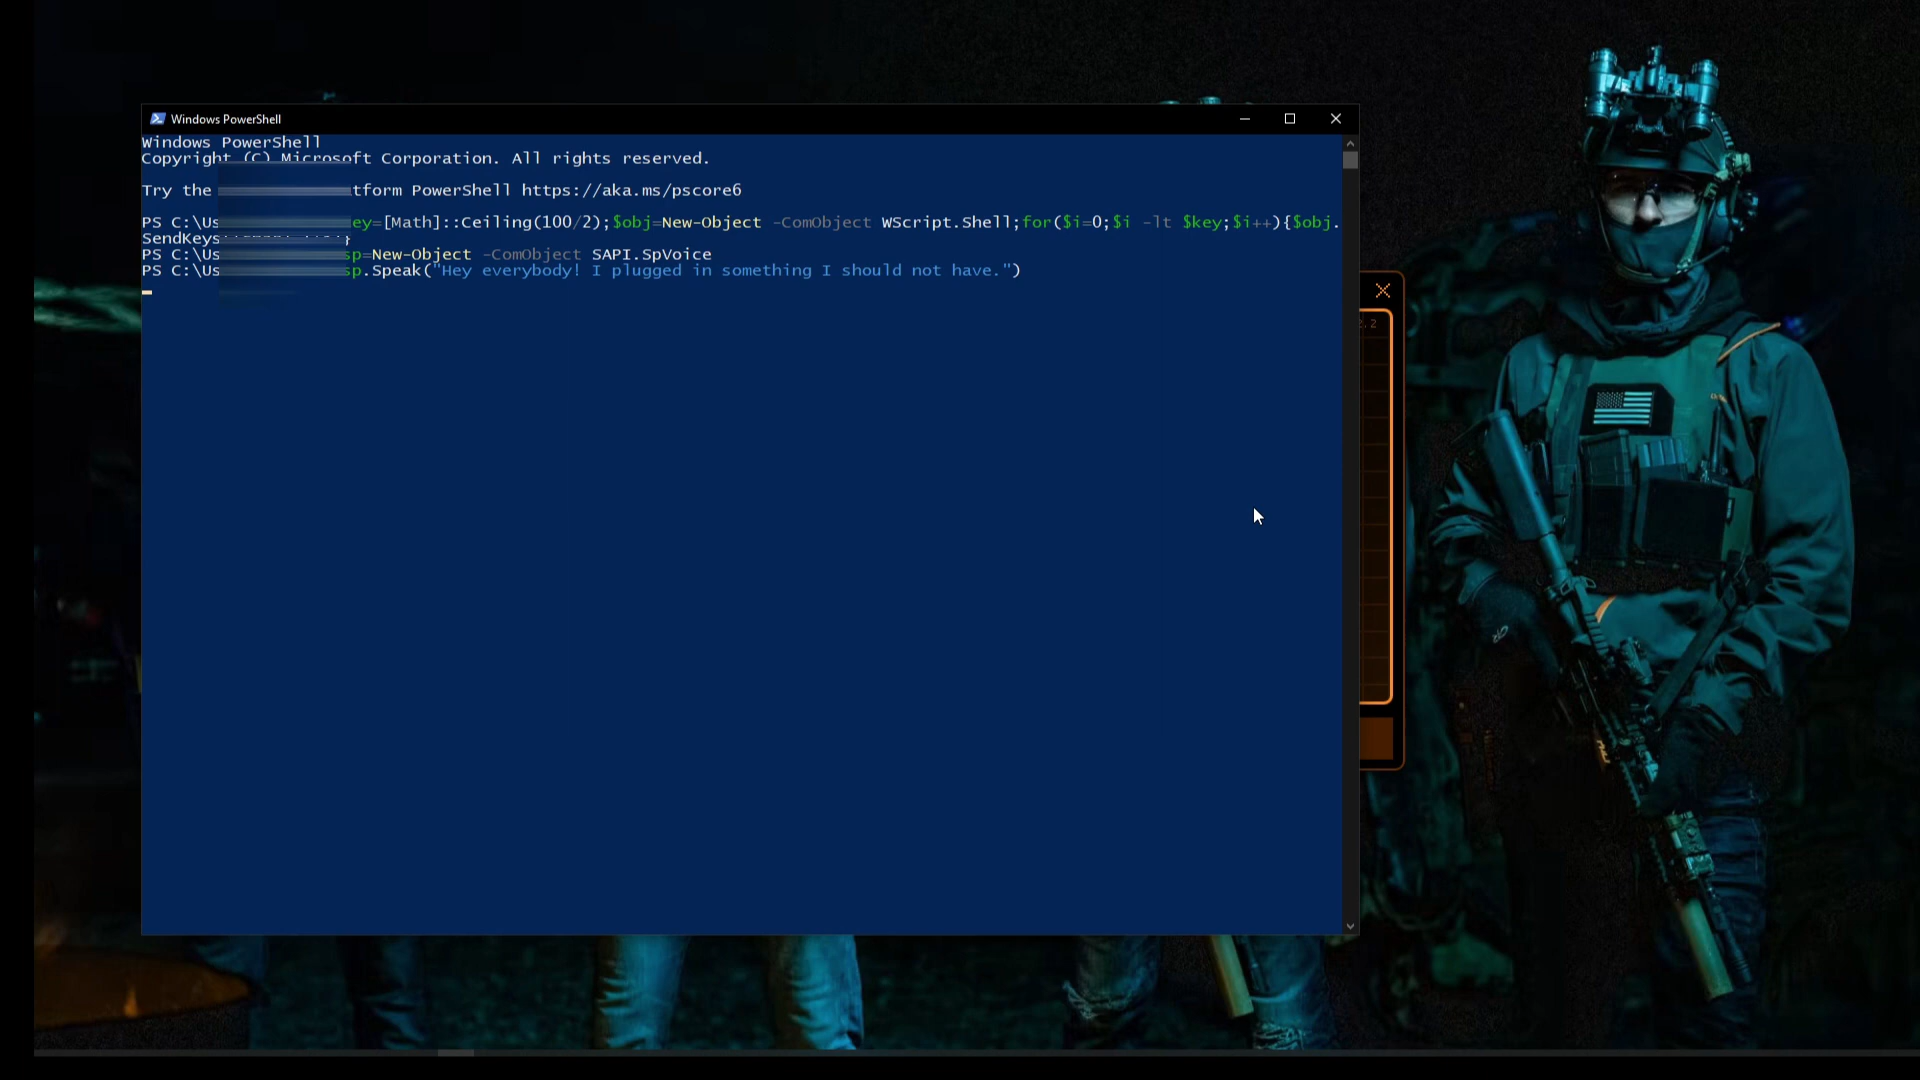 Windows PowerShell
Windows PowerShell
Copyright (C) Microsoft Corporation. All rights reserved.
Try the tform PowerShell https://aka.ms/pscore6
PS C:\Us ey=[Math]::Ceiling(100/2);$obj=New-Object -ComObject WScript.Shell;for($i=0;$i -lt $key;$i++){$obj.
SendKeys
PS C:\Us sp=New-Object -ComObject SAPI.SpVoice
PS C:\Us sp.Speak("Hey everybody! I plugged in something I should not have.")